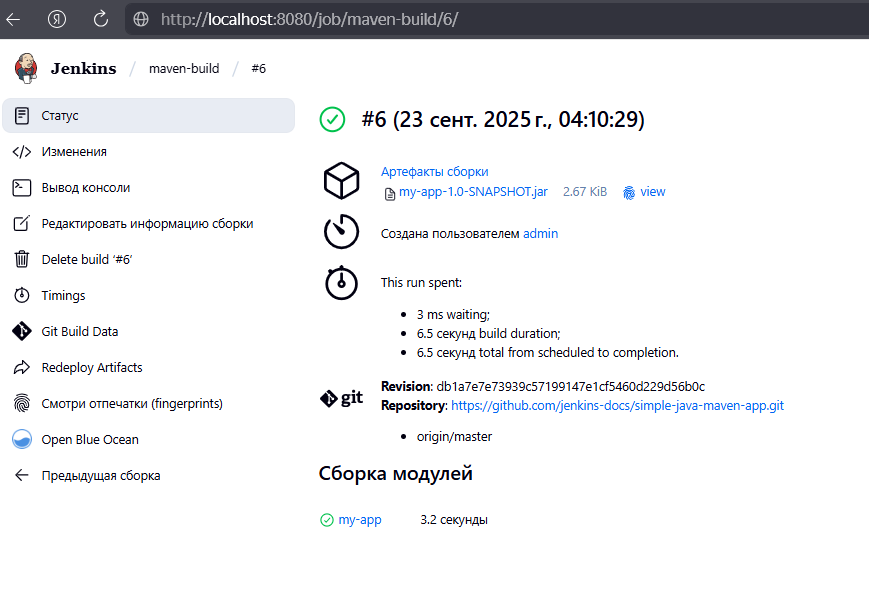 http://localhost:8080/job/maven-build/6/
Jenkins / maven-build / #6
Статус
Изменения
Вывод консоли
Редактировать информацию сборки
Delete build ‘#6’
Timings
Git Build Data
Redeploy Artifacts
Смотри отпечатки (fingerprints)
Open Blue Ocean
Предыдущая сборка
#6 (23 сент. 2025 г., 04:10:29)
Артефакты сборки
my-app-1.0-SNAPSHOT.jar 2.67 KiB view
Создана пользователем admin
This run spent:
3 ms waiting;
6.5 секунд build duration;
6.5 секунд total from scheduled to completion.
git
Revision: db1a7e7e73939c57199147e1cf5460d229d56b0c
Repository: https://github.com/jenkins-docs/simple-java-maven-app.git
origin/master
Сборка модулей
my-app 3.2 секунды